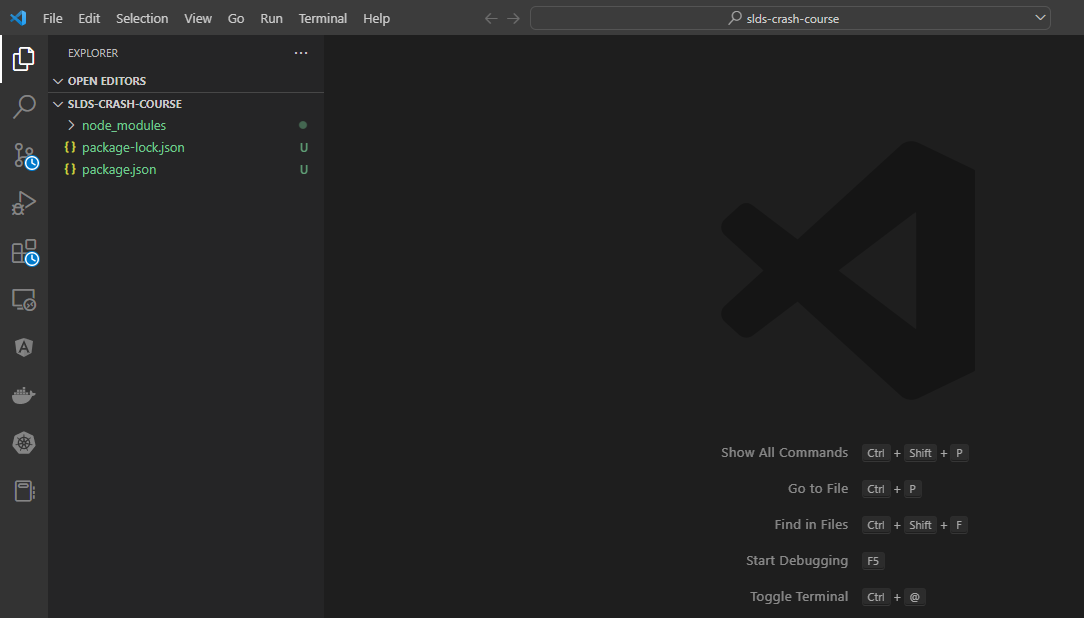 File Edit Selection View Go Run Terminal Help slds-crash-course
EXPLORER
OPEN EDITORS
SLDS-CRASH-COURSE
node_modules
{} package-lock.json U
{} package.json U
Show All Commands Ctrl + Shift + P
Go to File Ctrl + P
Find in Files Ctrl + Shift + F
Start Debugging F5
Toggle Terminal Ctrl + @